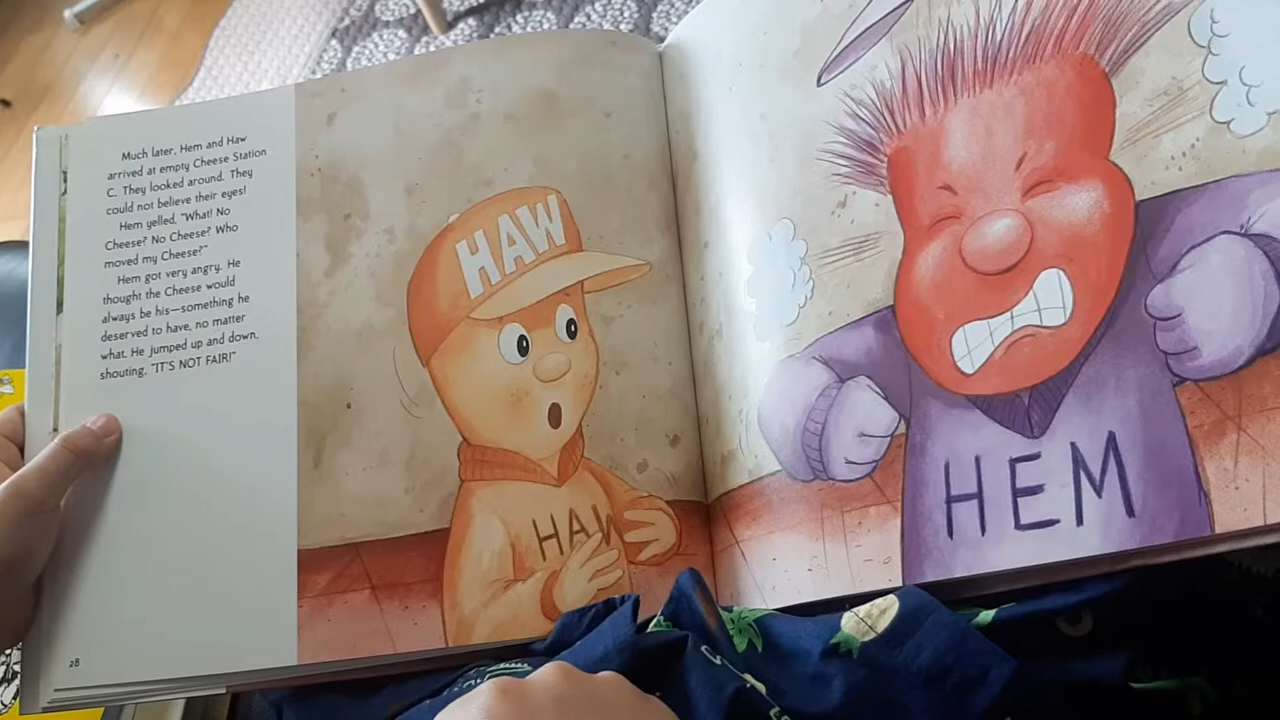 Much later, Hem and Haw
arrived at empty Cheese Station
C. They looked around. They
could not believe their eyes!
Hem yelled, "What! No
Cheese? No Cheese? Who
moved my Cheese?"
Hem got very angry. He
thought the Cheese would
always be his—something he
deserved to have, no matter
what. He jumped up and down,
shouting, "IT'S NOT FAIR!"
28
HAW
HAW
HEM